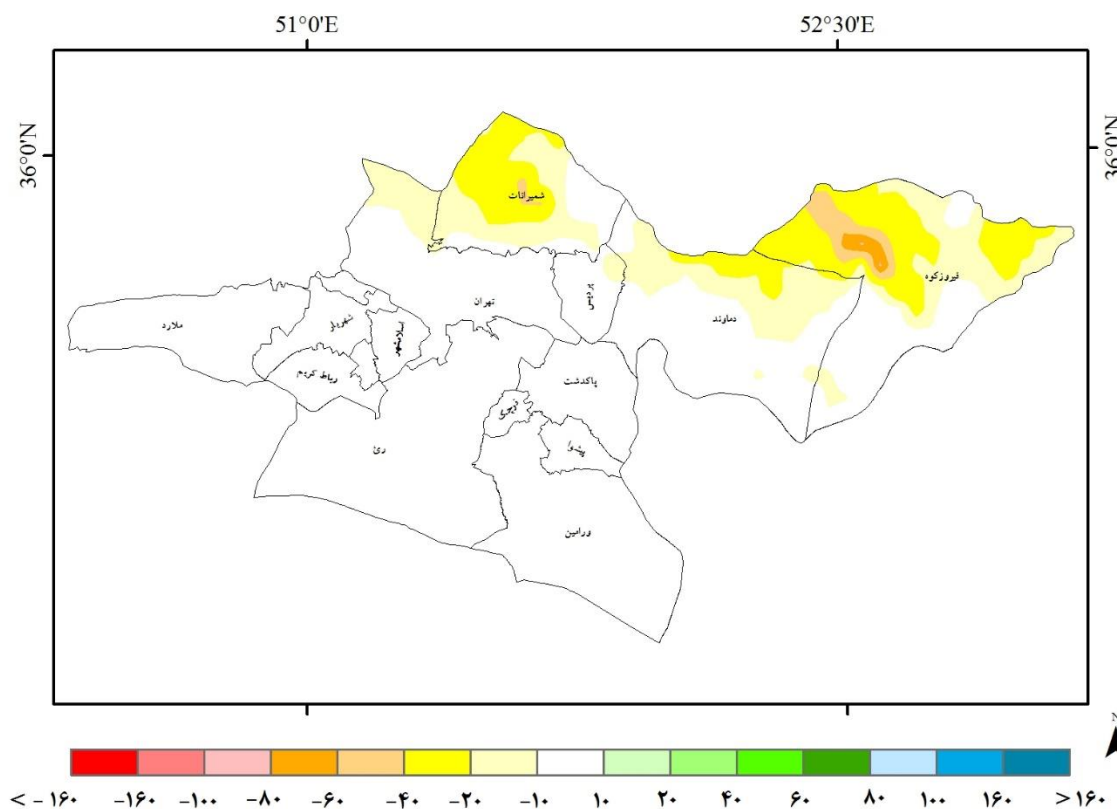 51°0'E 52°30'E
36°0'N 36°0'N
شمیرانات
فیروزکوه
پردیس
تهران
دماوند
ملارد
شهریار
اسلامشهر
رباط کریم
پاکدشت
ری
پیشوا
ورامین
N
< - ۱۶۰ -۱۶۰ -۱۰۰ -۸۰ -۶۰ -۴۰ -۲۰ -۱۰ ۱۰ ۲۰ ۴۰ ۶۰ ۸۰ ۱۰۰ ۱۶۰ > ۱۶۰